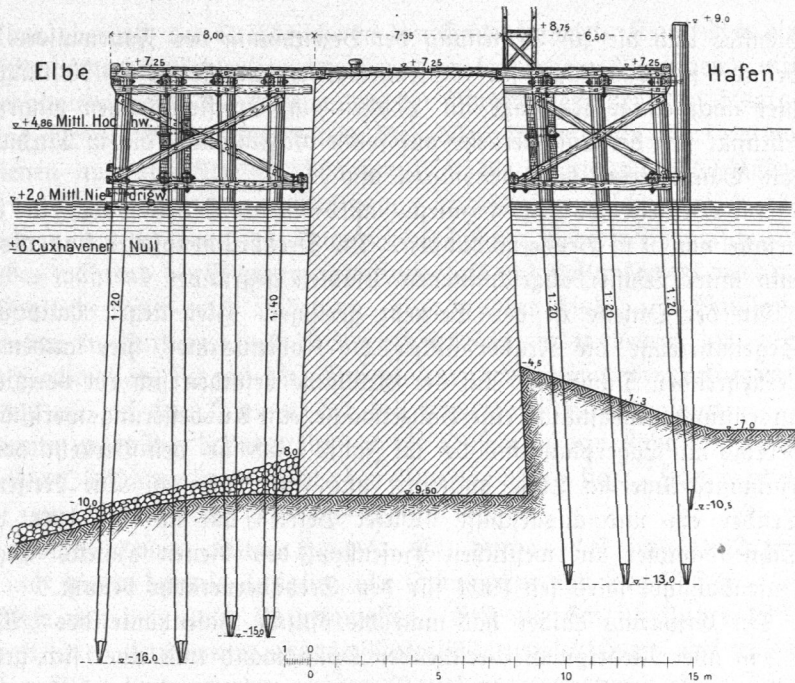 8,00 7,35 + 8,75 6,50 + 9,0
+ 7,25 + 7,25 + 7,25 + 7,25
Elbe Hafen
+4,86 Mittl. Hochw.
+2,0 Mittl. Niedrigw.
± 0 Cuxhavener Null
1:20 1:40 1:20 1:20 1:20
-4,5
1:3
-7,0
-8,0
-10,0 -9,50
-10,5
-13,0
-15,0
-16,0
0 5 10 15 m